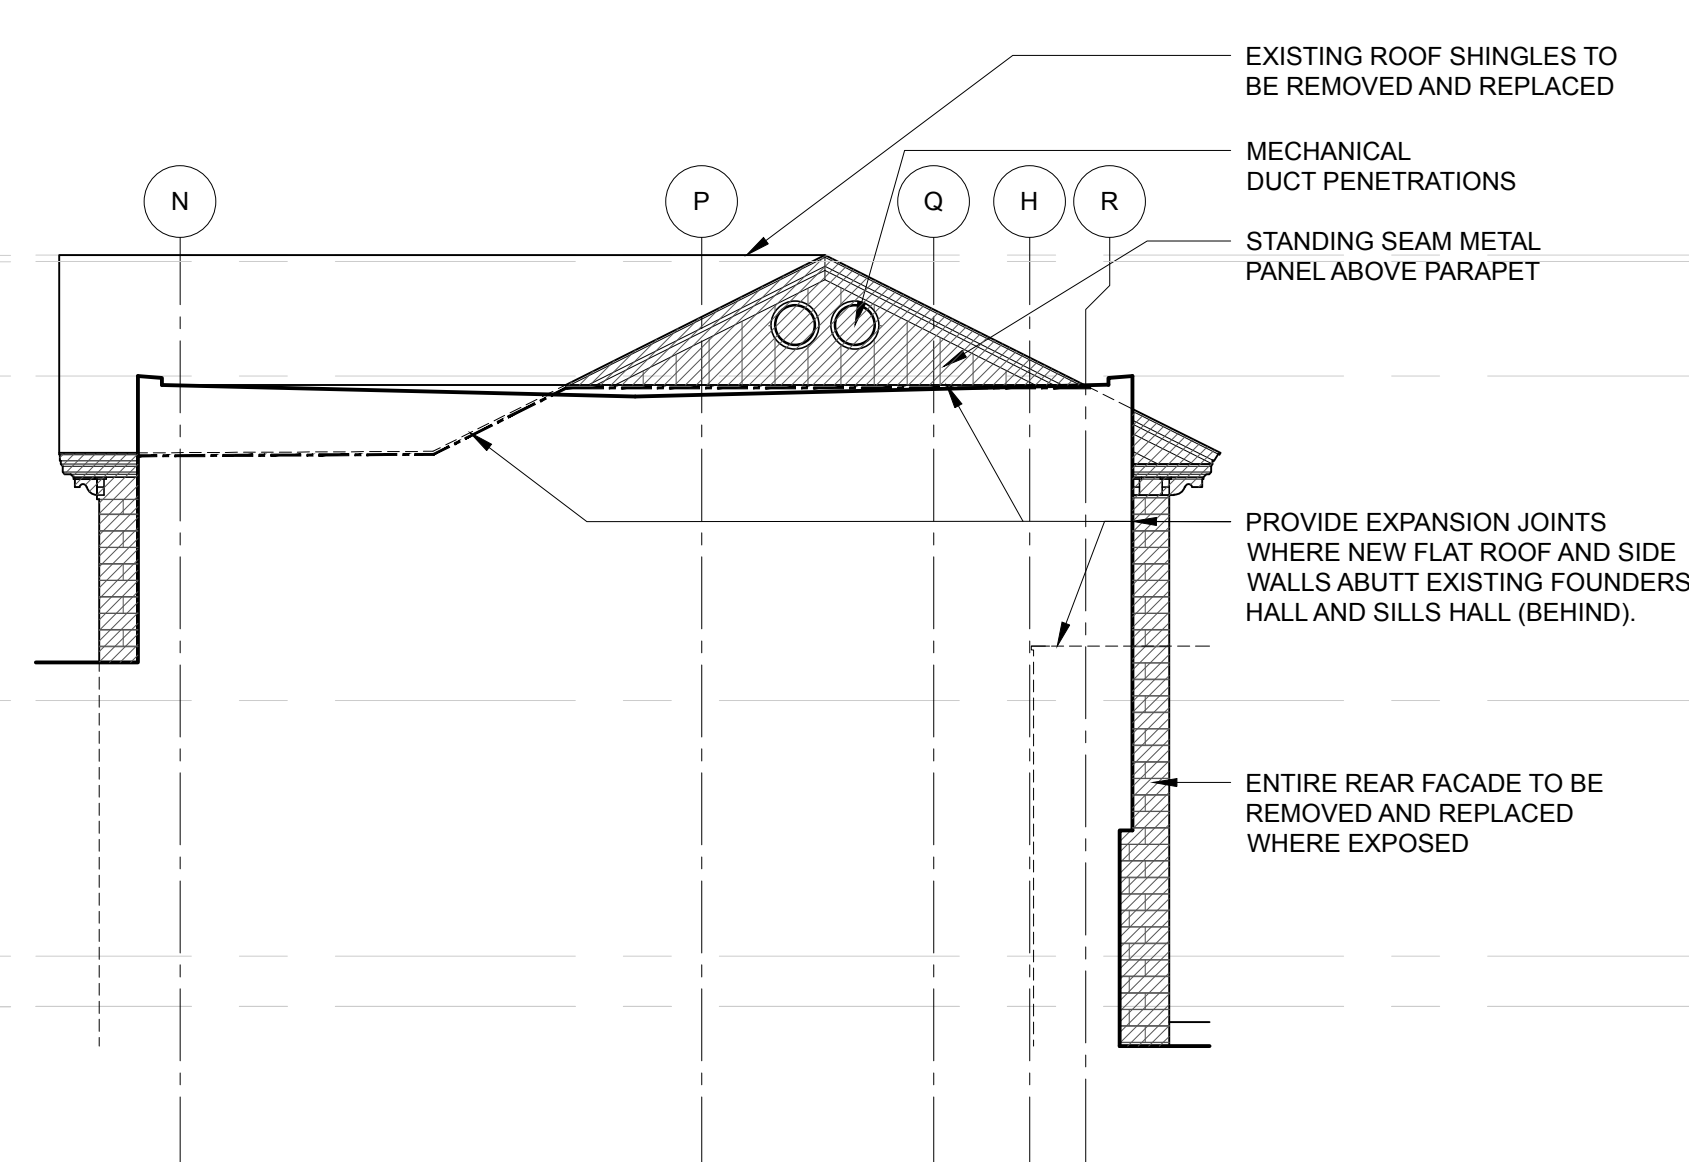 EXISTING ROOF SHINGLES TO
BE REMOVED AND REPLACED
MECHANICAL
DUCT PENETRATIONS
N
P
Q
H
R
STANDING SEAM METAL
PANEL ABOVE PARAPET
PROVIDE EXPANSION JOINTS
WHERE NEW FLAT ROOF AND SIDE
WALLS ABUTT EXISTING FOUNDERS
HALL AND SILLS HALL (BEHIND).
ENTIRE REAR FACADE TO BE
REMOVED AND REPLACED
WHERE EXPOSED